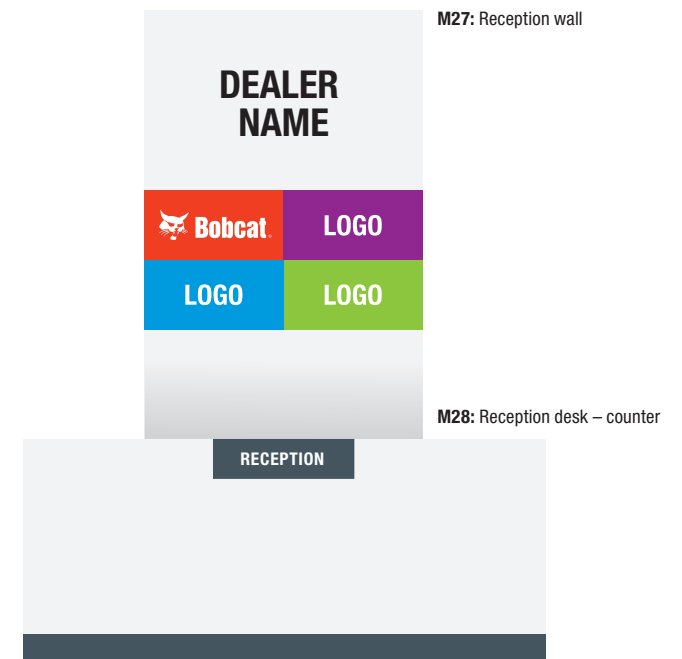 M27: Reception wall
DEALER
NAME
Bobcat® LOGO
LOGO LOGO
M28: Reception desk – counter
RECEPTION